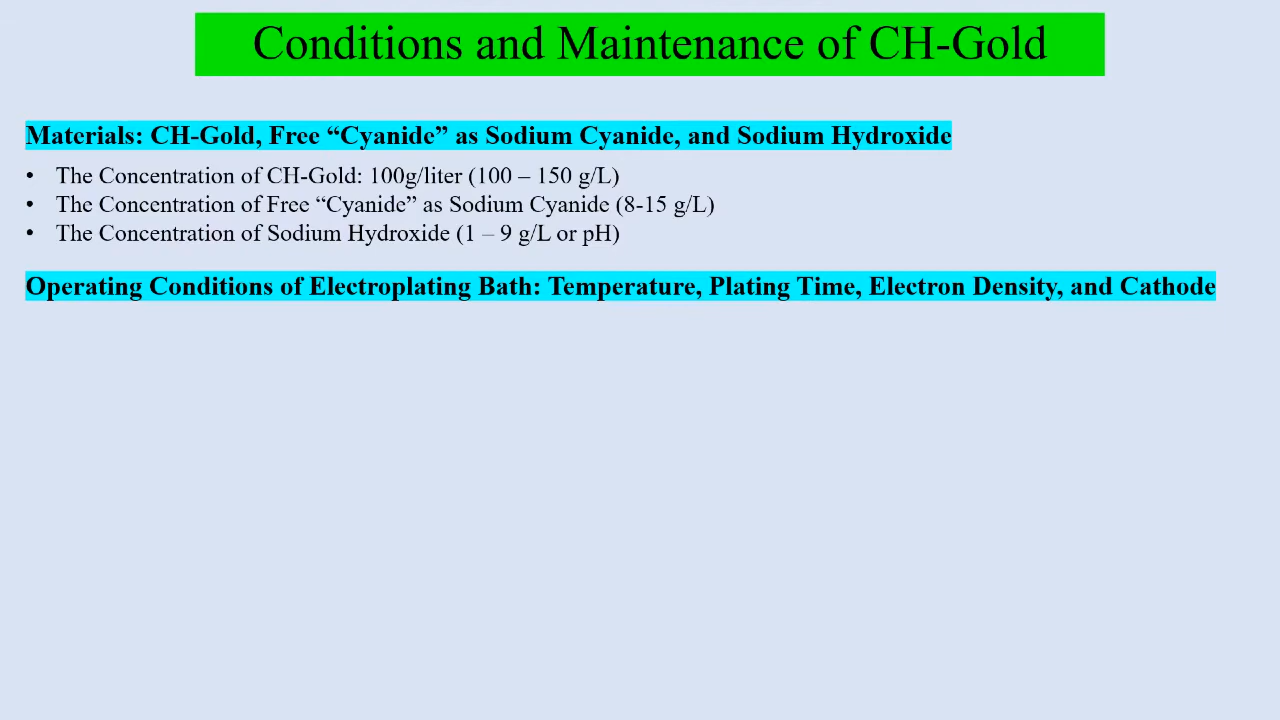 Conditions and Maintenance of CH-Gold
Materials: CH-Gold, Free “Cyanide” as Sodium Cyanide, and Sodium Hydroxide
• The Concentration of CH-Gold: 100g/liter (100 – 150 g/L)
• The Concentration of Free “Cyanide” as Sodium Cyanide (8-15 g/L)
• The Concentration of Sodium Hydroxide (1 – 9 g/L or pH)
Operating Conditions of Electroplating Bath: Temperature, Plating Time, Electron Density, and Cathode